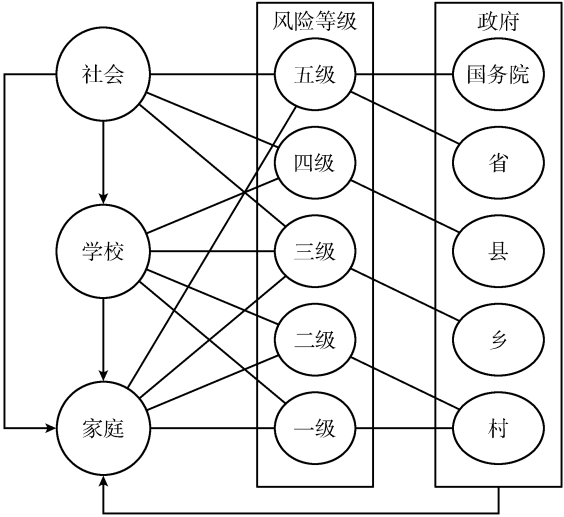 风险等级
政府
社会
五级
国务院
四级
省
学校
三级
县
二级
乡
家庭
一级
村